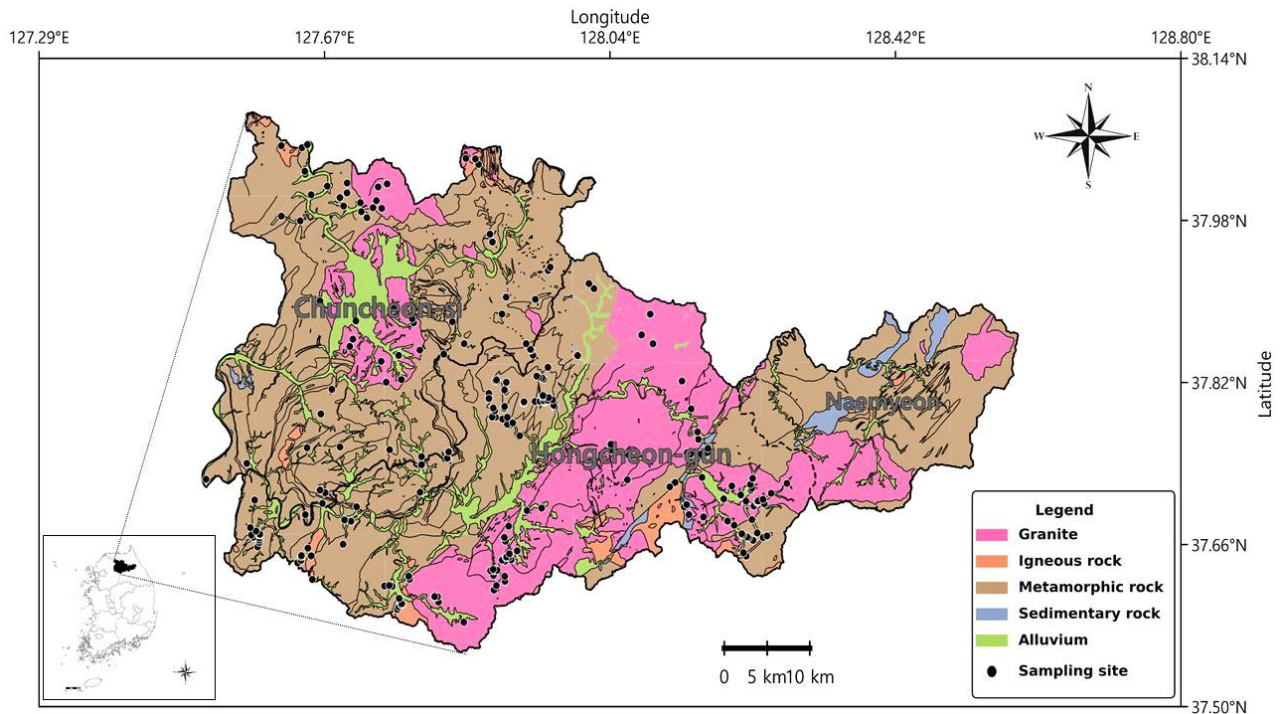 Longitude
127.29°E 127.67°E 128.04°E 128.42°E 128.80°E
38.14°N
N
W E
S
37.98°N
Chuncheon-si
37.82°N
Latitude
Naemyeon
Hongcheon-gun
Legend
Granite
37.66°N
Igneous rock
Metamorphic rock
Sedimentary rock
Alluvium
Sampling site
0 5 km10 km
37.50°N